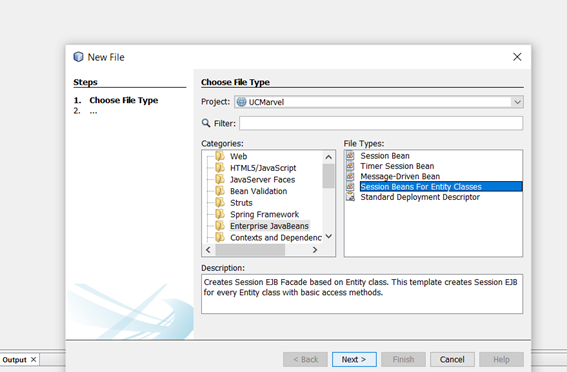 New File
Steps
1. Choose File Type
2. ...
Choose File Type
Project: UCMarvel
Filter:
Categories:
Web
HTML5/JavaScript
JavaServer Faces
Bean Validation
Struts
Spring Framework
Enterprise JavaBeans
Contexts and Dependenc
File Types:
Session Bean
Timer Session Bean
Message-Driven Bean
Session Beans For Entity Classes
Standard Deployment Descriptor
Description:
Creates Session EJB Facade based on Entity class. This template creates Session EJB
for every Entity class with basic access methods.
Output
< Back Next > Finish Cancel Help